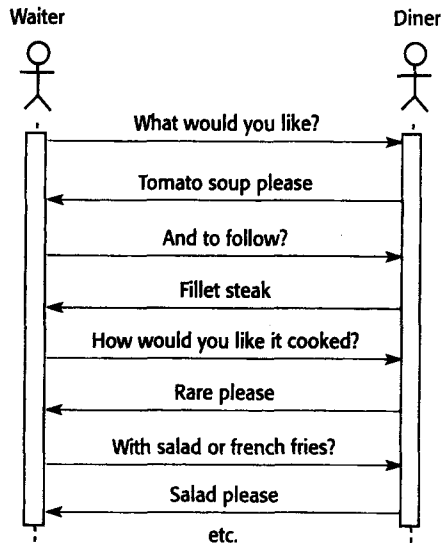 Waiter
Diner
What would you like?
Tomato soup please
And to follow?
Fillet steak
How would you like it cooked?
Rare please
With salad or french fries?
Salad please
etc.